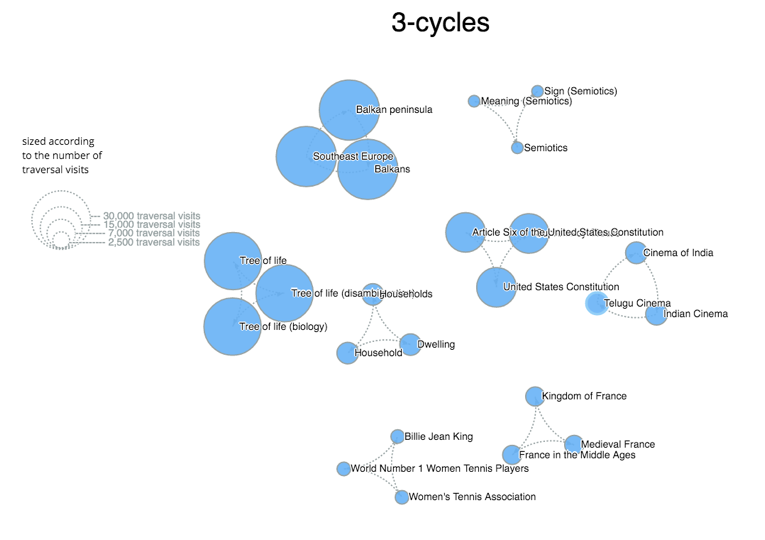 3-cycles
Balkan peninsula
Southeast Europe
Balkans
Sign (Semiotics)
Meaning (Semiotics)
Semiotics
sized according
to the number of
traversal visits
30,000 traversal visits
15,000 traversal visits
7,000 traversal visits
2,500 traversal visits
Article Six of the United States Constitution
United States Constitution
Cinema of India
Telugu Cinema
Indian Cinema
Tree of life
Tree of life
Tree of life (biology)
Households
Household
Dwelling
Kingdom of France
Medieval France
France in the Middle Ages
Billie Jean King
World Number 1 Women Tennis Players
Women's Tennis Association